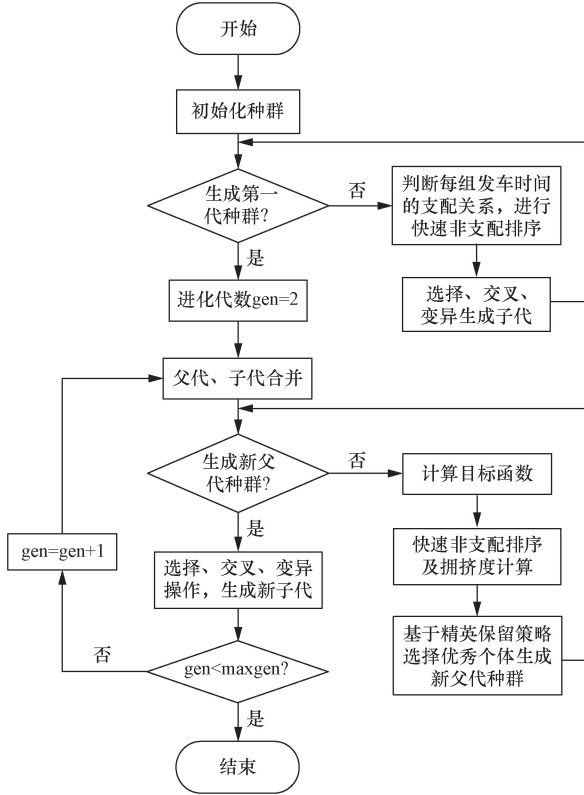 开始
初始化种群
生成第一
代种群?
否
判断每组发车时间
的支配关系，进行
快速非支配排序
是
选择、交叉、
变异生成子代
进化代数gen=2
父代、子代合并
生成新父
代种群?
否
计算目标函数
是
快速非支配排序
及拥挤度计算
gen=gen+1
选择、交叉、变异
操作，生成新子代
基于精英保留策略
选择优秀个体生成
新父代种群
否
gen<maxgen?
是
结束